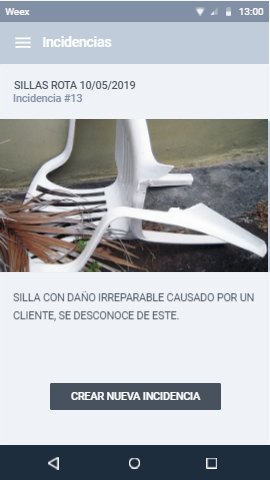 Weex 13:00
Incidencias
SILLAS ROTA 10/05/2019
Incidencia #13
SILLA CON DAÑO IRREPARABLE CAUSADO POR UN
CLIENTE, SE DESCONOCE DE ESTE.
CREAR NUEVA INCIDENCIA